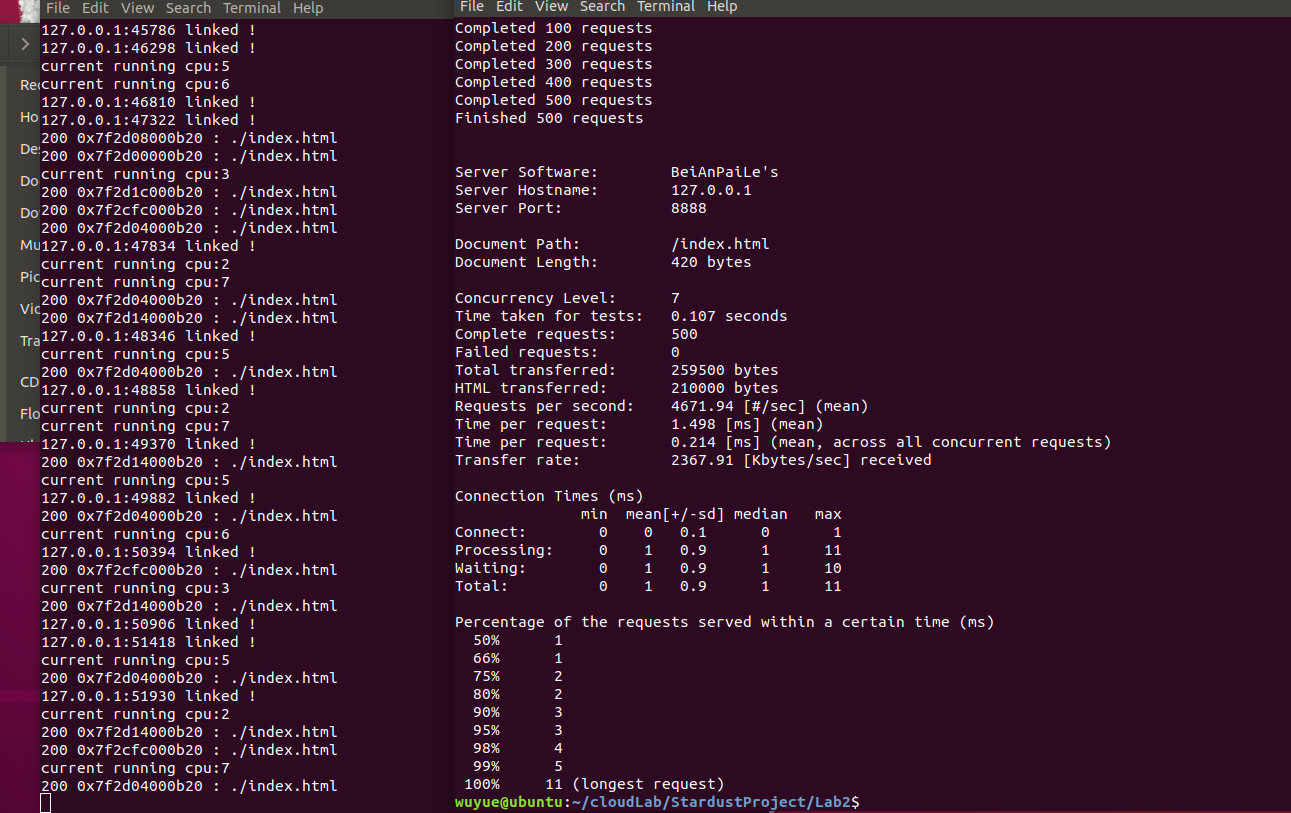 File Edit View Search Terminal Help
127.0.0.1:45786 linked !
127.0.0.1:46298 linked !
current running cpu:5
current running cpu:6
127.0.0.1:46810 linked !
127.0.0.1:47322 linked !
200 0x7f2d08000b20 : ./index.html
200 0x7f2d00000b20 : ./index.html
current running cpu:3
200 0x7f2d1c000b20 : ./index.html
200 0x7f2cfc000b20 : ./index.html
200 0x7f2d04000b20 : ./index.html
127.0.0.1:47834 linked !
current running cpu:2
current running cpu:7
200 0x7f2d04000b20 : ./index.html
200 0x7f2d14000b20 : ./index.html
127.0.0.1:48346 linked !
current running cpu:5
200 0x7f2d04000b20 : ./index.html
127.0.0.1:48858 linked !
current running cpu:2
current running cpu:7
127.0.0.1:49370 linked !
200 0x7f2d14000b20 : ./index.html
current running cpu:5
127.0.0.1:49882 linked !
200 0x7f2d04000b20 : ./index.html
current running cpu:6
127.0.0.1:50394 linked !
200 0x7f2cfc000b20 : ./index.html
current running cpu:3
200 0x7f2d14000b20 : ./index.html
127.0.0.1:50906 linked !
127.0.0.1:51418 linked !
current running cpu:5
200 0x7f2d04000b20 : ./index.html
127.0.0.1:51930 linked !
current running cpu:2
200 0x7f2d14000b20 : ./index.html
200 0x7f2cfc000b20 : ./index.html
current running cpu:7
200 0x7f2d04000b20 : ./index.html
File Edit View Search Terminal Help
Completed 100 requests
Completed 200 requests
Completed 300 requests
Completed 400 requests
Completed 500 requests
Finished 500 requests
Server Software: BeiAnPaiLe's
Server Hostname: 127.0.0.1
Server Port: 8888
Document Path: /index.html
Document Length: 420 bytes
Concurrency Level: 7
Time taken for tests: 0.107 seconds
Complete requests: 500
Failed requests: 0
Total transferred: 259500 bytes
HTML transferred: 210000 bytes
Requests per second: 4671.94 [#/sec] (mean)
Time per request: 1.498 [ms] (mean)
Time per request: 0.214 [ms] (mean, across all concurrent requests)
Transfer rate: 2367.91 [Kbytes/sec] received
Connection Times (ms)
min mean[+/-sd] median max
Connect: 0 0 0.1 0 1
Processing: 0 1 0.9 1 11
Waiting: 0 1 0.9 1 10
Total: 0 1 0.9 1 11
Percentage of the requests served within a certain time (ms)
50% 1
66% 1
75% 2
80% 2
90% 3
95% 3
98% 4
99% 5
100% 11 (longest request)
wuyue@ubuntu:~/cloudLab/StardustProject/Lab2$